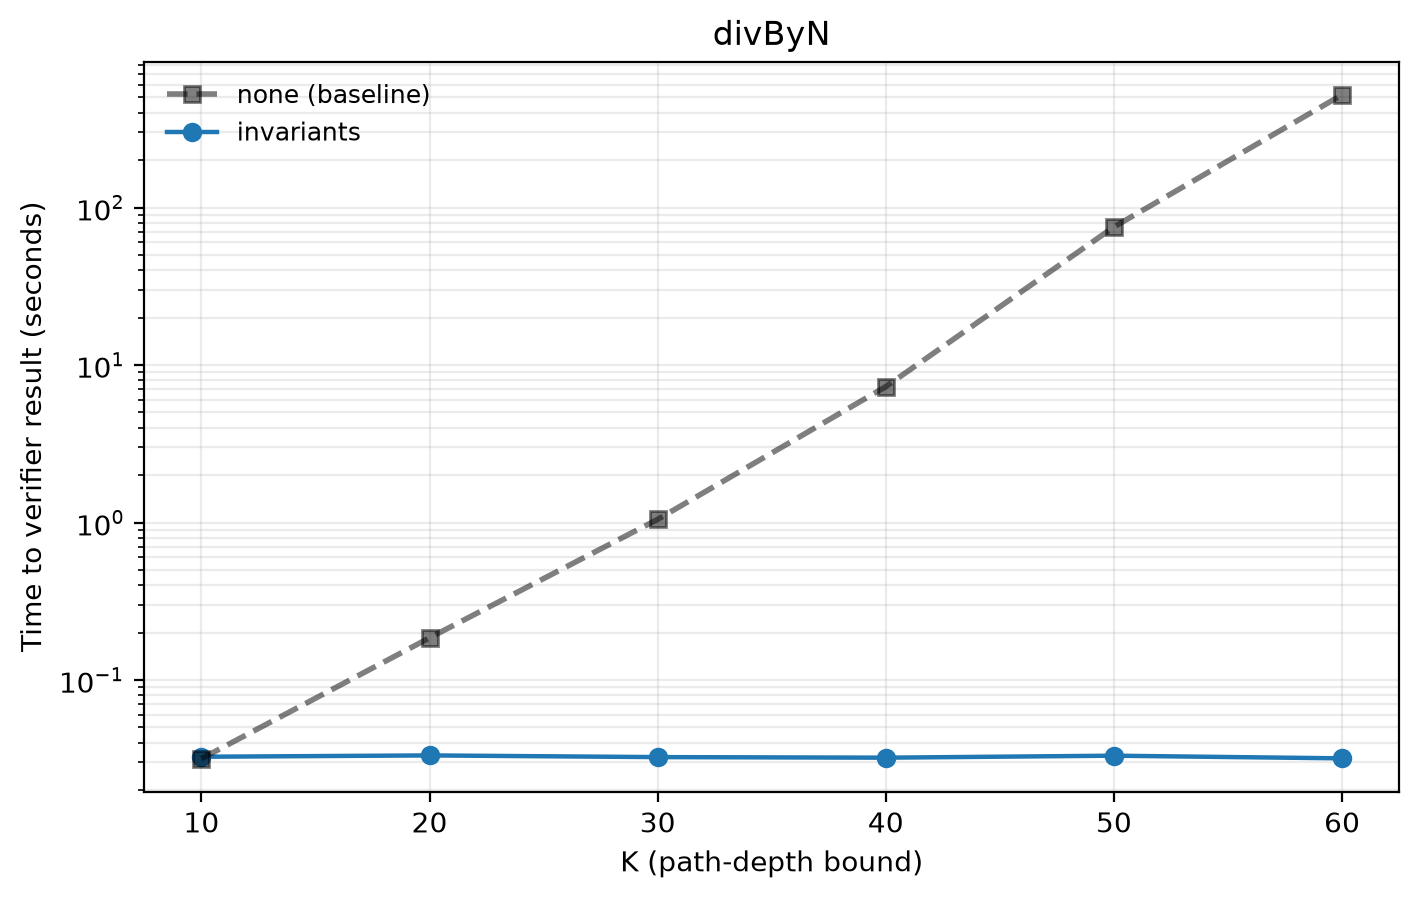 divByN
none (baseline)
invariants
Time to verifier result (seconds)
10²
10¹
10⁰
10⁻¹
10 20 30 40 50 60
K (path-depth bound)